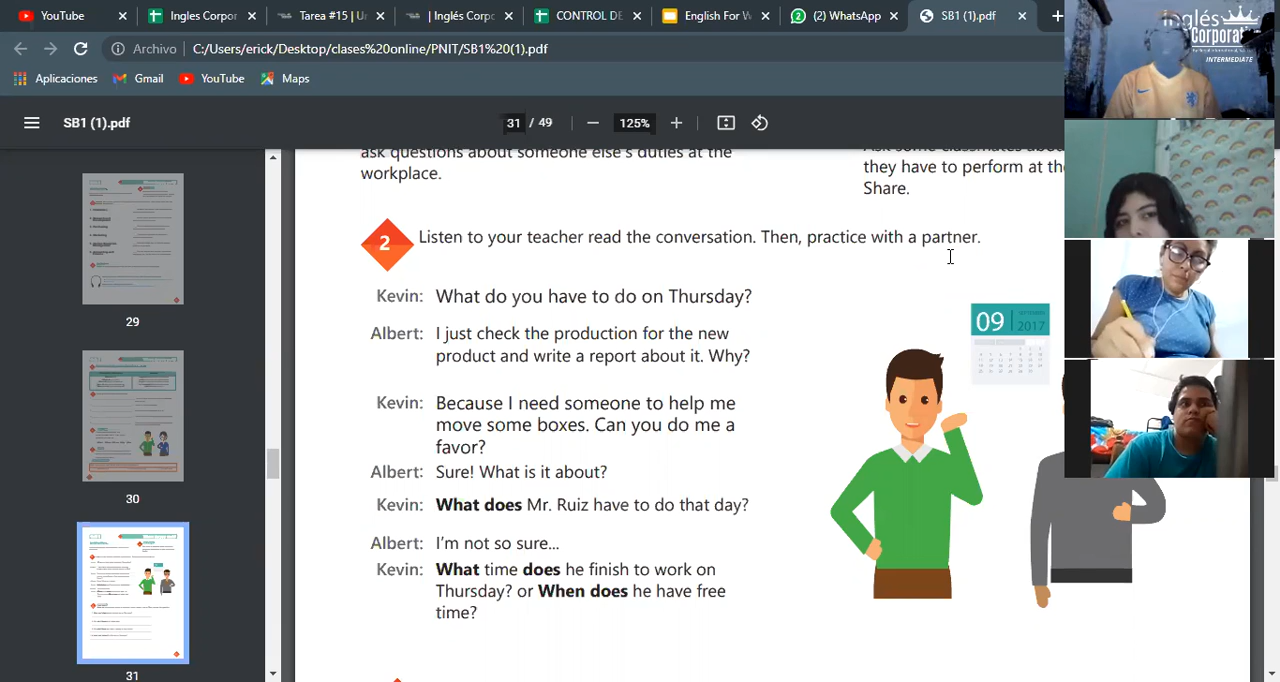 YouTube
Ingles Corpor
Tarea #15 | U
| Inglés Corpo
CONTROL DE
English For W
(2) WhatsApp
SB1 (1).pdf
Archivo
C:/Users/erick/Desktop/clases%20online/PNIT/SB1%20(1).pdf
Aplicaciones
Gmail
YouTube
Maps
SB1 (1).pdf
31 / 49
125%
Inglés
Corporati
INTERMEDIATE
29
30
31
ask questions about someone else's duties at the
workplace.
they have to perform at the
Share.
2
Listen to your teacher read the conversation. Then, practice with a partner.
Kevin: What do you have to do on Thursday?
Albert: I just check the production for the new
product and write a report about it. Why?
Kevin: Because I need someone to help me
move some boxes. Can you do me a
favor?
Albert: Sure! What is it about?
Kevin: What does Mr. Ruiz have to do that day?
Albert: I'm not so sure...
Kevin: What time does he finish to work on
Thursday? or When does he have free
time?
09
2017